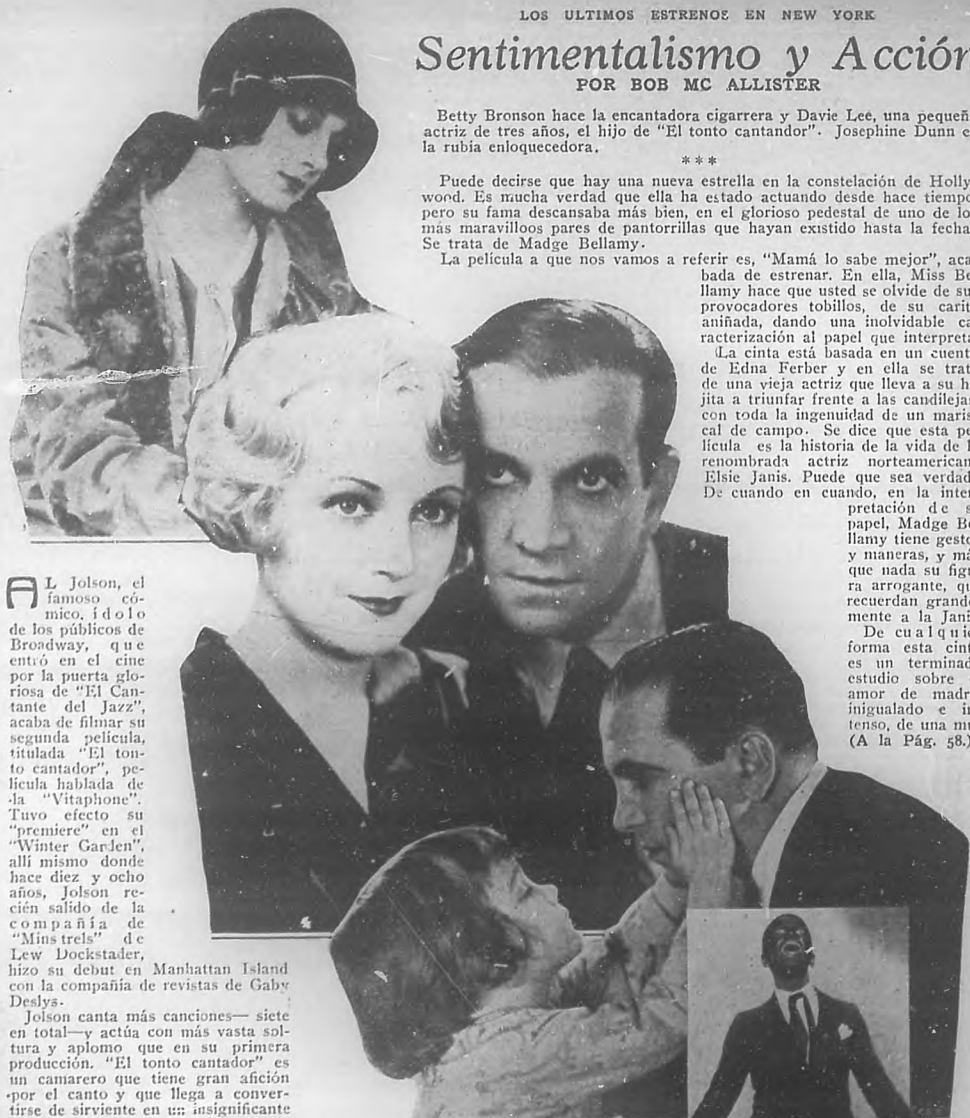 LOS ULTIMOS ESTRENOS EN NEW YORK
Sentimentalismo y Acción
POR BOB MC ALLISTER
Betty Bronson hace la encantadora cigarrera y Davie Lee, una pequeñ
actriz de tres años, el hijo de "El tonto cantandor". Josephine Dunn e
la rubia enloquecedora.
***
Puede decirse que hay una nueva estrella en la constelación de Holly
wood. Es mucha verdad que ella ha estado actuando desde hace tiempo
pero su fama descansaba más bien, en el glorioso pedestal de uno de lo
más maravilloos pares de pantorrillas que hayan existido hasta la fecha
Se trata de Madge Bellamy.
La película a que nos vamos a referir es, "Mamá lo sabe mejor", aca
bada de estrenar. En ella, Miss Be
llamy hace que usted se olvide de su
provocadores tobillos, de su carit
aniñada, dando una inolvidable ca
racterización al papel que interpreta
La cinta está basada en un cuent
de Edna Ferber y en ella se trat
de una vieja actriz que lleva a su h
jita a triunfar frente a las candilejas
con toda la ingenuidad de un maris
cal de campo. Se dice que esta pe
lícula es la historia de la vida de l
renombrada actriz norteamerican
Elsie Janis. Puede que sea verdad
De cuando en cuando, en la inter
pretación de s
papel, Madge Be
llamy tiene gesto
y maneras, y má
que nada su figu
ra arrogante, qu
recuerdan grande
mente a la Jani
De cualquie
forma esta cint
es un terminad
estudio sobre
amor de madr
inigualado e in
tenso, de una mu
(A la Pág. 58.)
AL Jolson, el
famoso có-
mico, ídolo
de los públicos de
Broadway, que
entró en el cine
por la puerta glo-
riosa de "El Can-
tante del Jazz",
acaba de filmar su
segunda película,
titulada "El ton-
to cantador", pe-
lícula hablada de
la "Vitaphone".
Tuvo efecto su
"premiere" en el
"Winter Garden",
allí mismo donde
hace diez y ocho
años, Jolson re-
cién salido de la
compañía de
"Minstrels" de
Lew Dockstader,
hizo su debut en Manhattan Island
con la compañía de revistas de Gaby
Deslys.
Jolson canta más canciones— siete
en total—y actúa con más vasta sol-
tura y aplomo que en su primera
producción. "El tonto cantador" es
un camarero que tiene gran afición
por el canto y que llega a conver-
tirse de sirviente en un insignificante